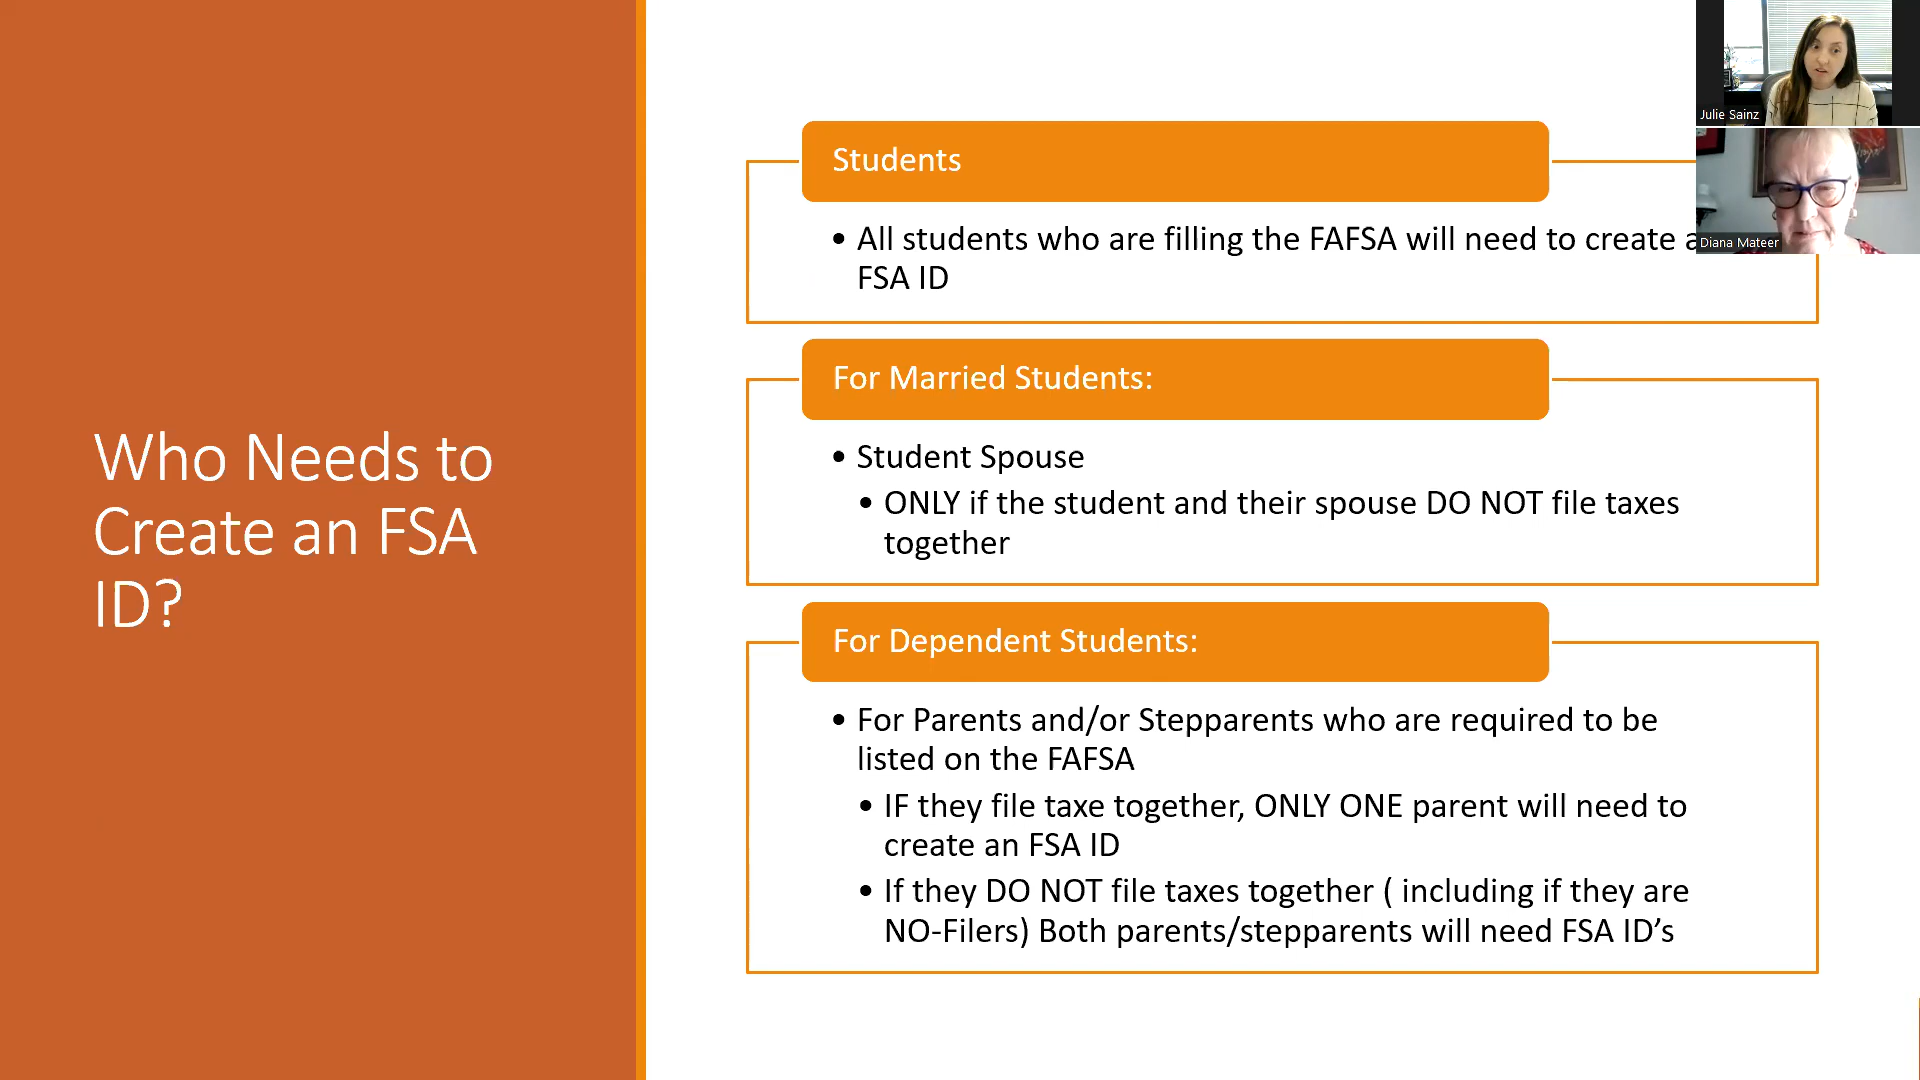 Who Needs to
Create an FSA
ID?
Students
• All students who are filling the FAFSA will need to create
FSA ID
For Married Students:
• Student Spouse
• ONLY if the student and their spouse DO NOT file taxes
together
For Dependent Students:
• For Parents and/or Stepparents who are required to be
listed on the FAFSA
• IF they file taxe together, ONLY ONE parent will need to
create an FSA ID
• If they DO NOT file taxes together ( including if they are
NO-Filers) Both parents/stepparents will need FSA ID’s
Julie Sainz
Diana Mateer